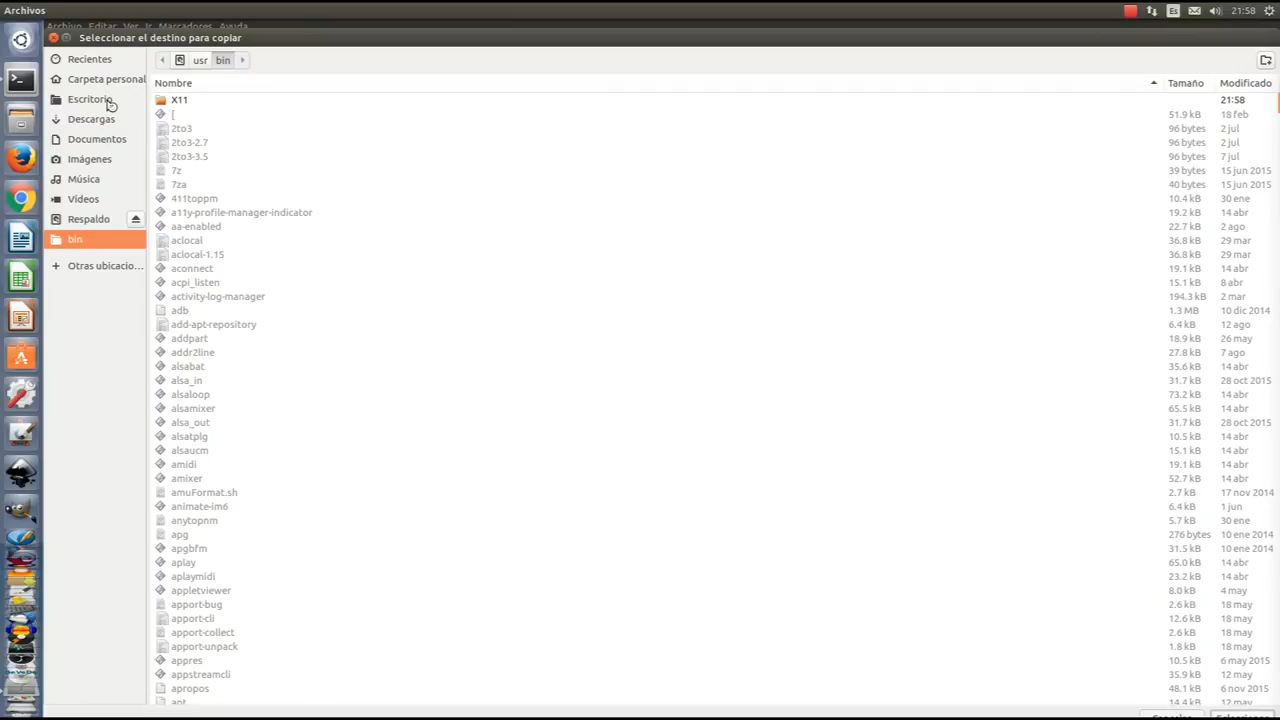 Archivos
Es
21:58
Archivo Editar Ver Ir Marcadores Ayuda
Seleccionar el destino para copiar
Recientes
Carpeta personal
Escritorio
Descargas
Documentos
Imágenes
Música
Vídeos
Respaldo
bin
Otras ubicacio...
usr bin
Nombre Tamaño Modificado
X11 21:58
[ 51.9 kB 18 feb
2to3 96 bytes 2 jul
2to3-2.7 96 bytes 2 jul
2to3-3.5 96 bytes 7 jul
7z 39 bytes 15 jun 2015
7za 40 bytes 15 jun 2015
411toppm 10.4 kB 30 ene
a11y-profile-manager-indicator 19.2 kB 14 abr
aa-enabled 22.7 kB 2 ago
aclocal 36.8 kB 29 mar
aclocal-1.15 36.8 kB 29 mar
aconnect 19.1 kB 14 abr
acpi_listen 15.1 kB 8 abr
activity-log-manager 194.3 kB 2 mar
adb 1.3 MB 10 dic 2014
add-apt-repository 6.4 kB 12 ago
addpart 18.9 kB 26 may
addr2line 27.8 kB 7 ago
alsabat 35.6 kB 14 abr
alsa_in 31.7 kB 28 oct 2015
alsaloop 73.2 kB 14 abr
alsamixer 65.5 kB 14 abr
alsa_out 31.7 kB 28 oct 2015
alsatplg 10.5 kB 14 abr
alsaucm 15.1 kB 14 abr
amidi 19.1 kB 14 abr
amixer 52.7 kB 14 abr
amuFormat.sh 2.7 kB 17 nov 2014
animate-im6 6.4 kB 1 jun
anytopnm 5.7 kB 30 ene
apg 276 bytes 10 ene 2014
apgbfm 31.5 kB 10 ene 2014
aplay 65.0 kB 14 abr
aplaymidi 23.2 kB 14 abr
appletviewer 8.0 kB 4 may
apport-bug 2.6 kB 18 may
apport-cli 12.6 kB 18 may
apport-collect 2.6 kB 18 may
apport-unpack 1.8 kB 18 may
appres 10.5 kB 6 may 2015
appstreamcli 35.9 kB 12 may
apropos 48.1 kB 6 nov 2015
apt 14.4 kB 12 may